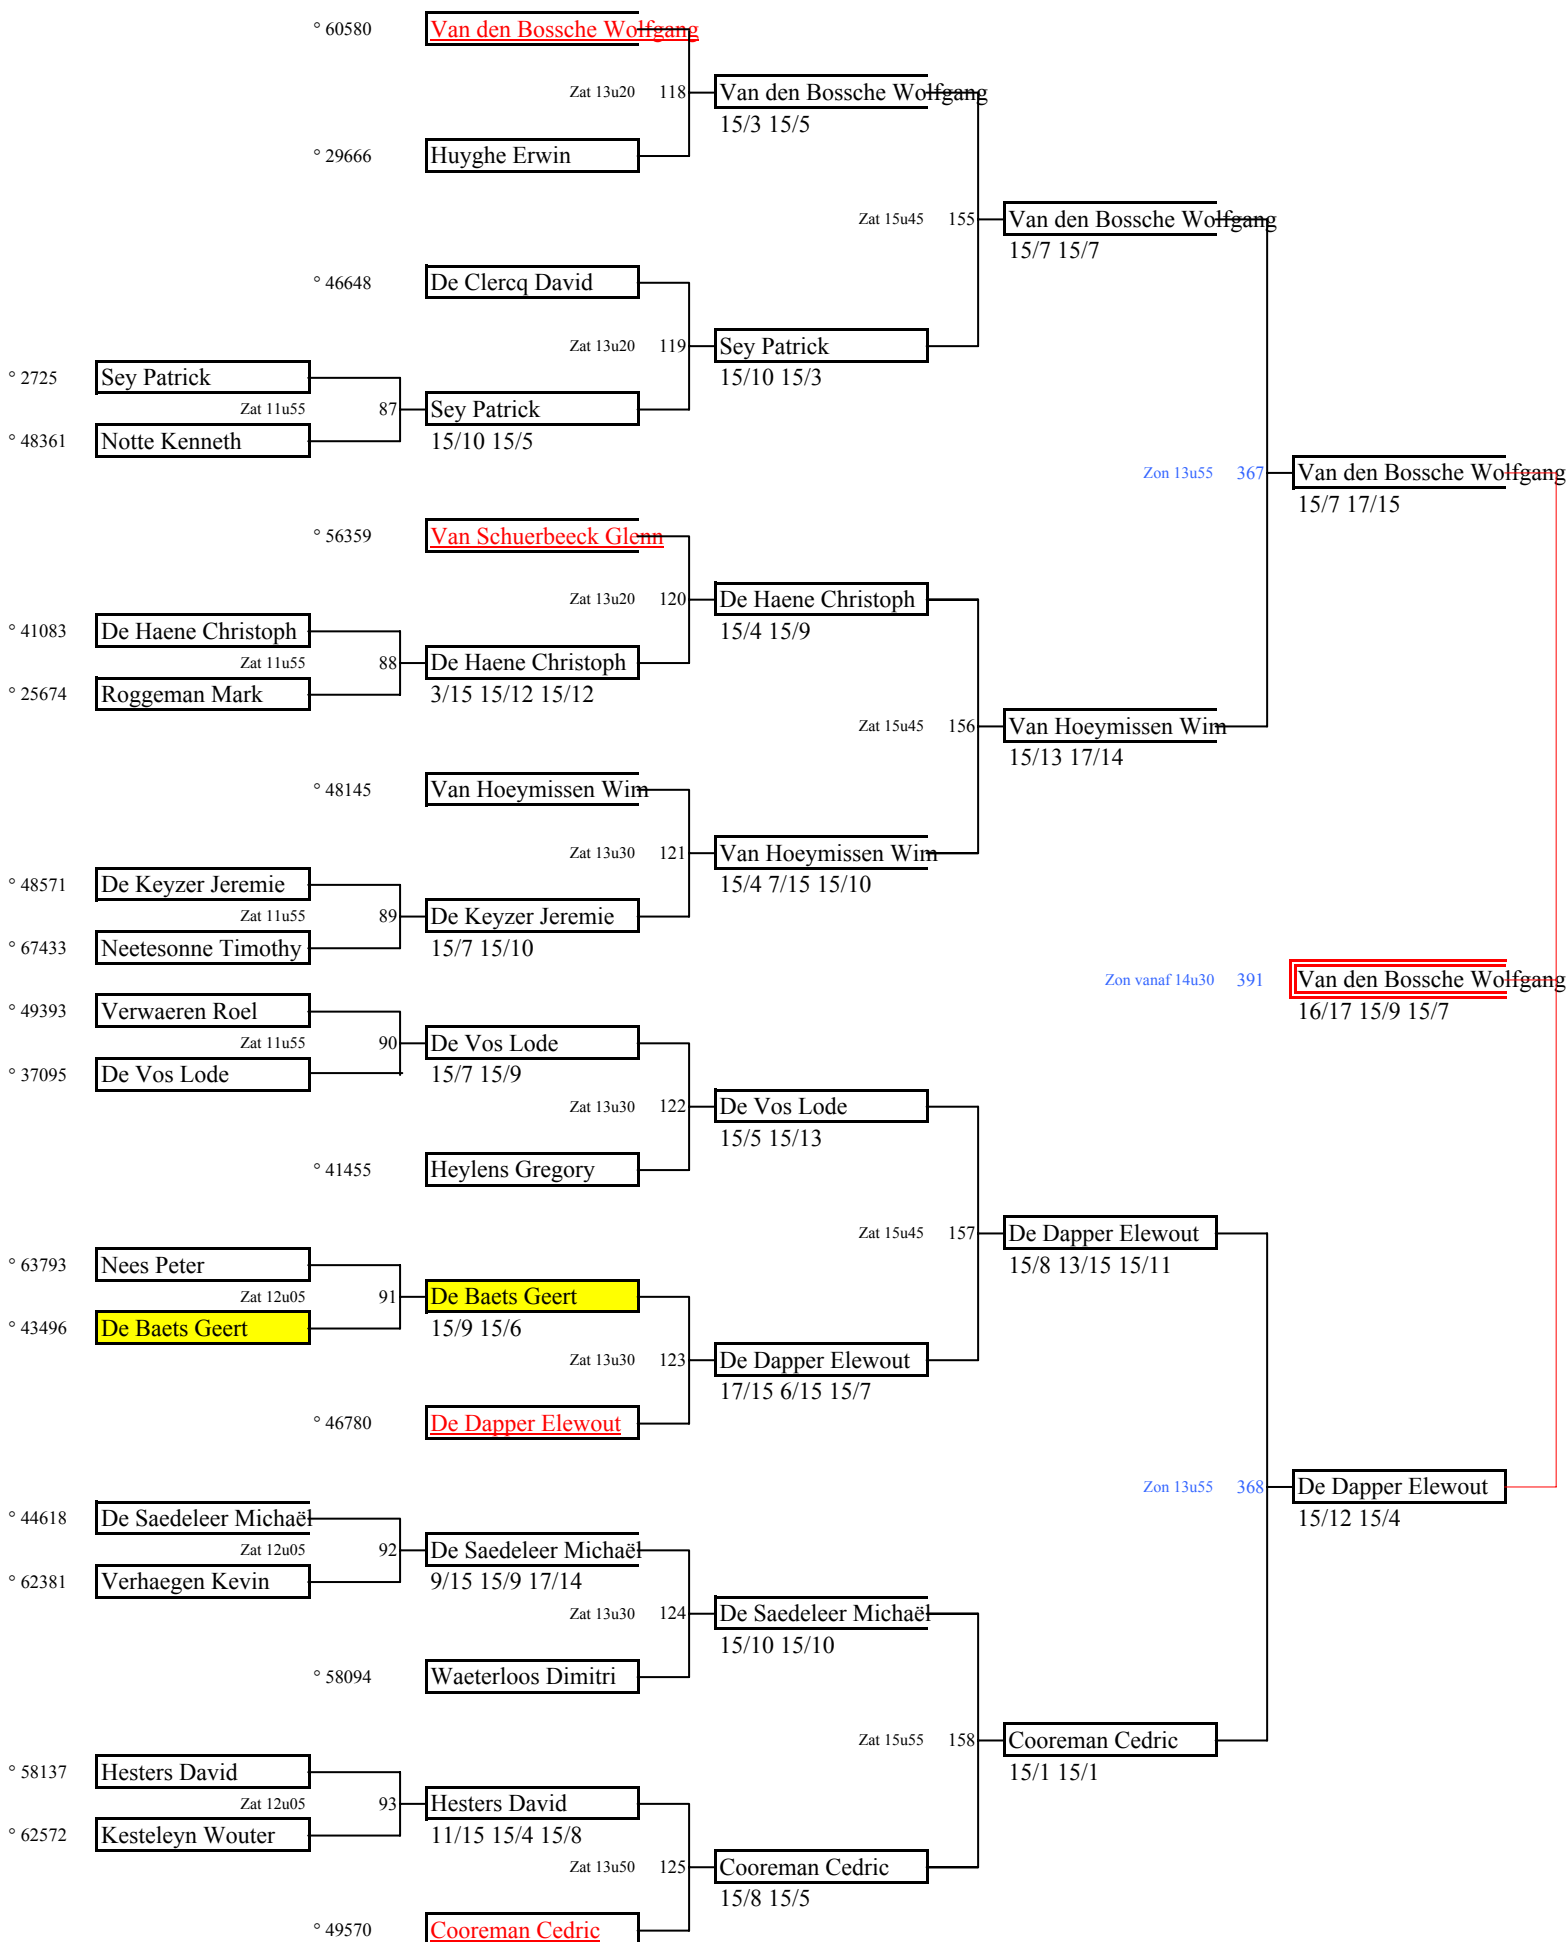 ° 60580 Van den Bossche Wolfgang
Zat 13u20 118 Van den Bossche Wolfgang
15/3 15/5
° 29666 Huyghe Erwin
Zat 15u45 155 Van den Bossche Wolfgang
15/7 15/7
° 46648 De Clercq David
Zat 13u20 119 Sey Patrick
15/10 15/3
° 2725 Sey Patrick
Zat 11u55 87 Sey Patrick
15/10 15/5
° 48361 Notte Kenneth
Zon 13u55 367 Van den Bossche Wolfgang
15/7 17/15
° 56359 Van Schuerbeeck Glenn
Zat 13u20 120 De Haene Christoph
15/4 15/9
° 41083 De Haene Christoph
Zat 11u55 88 De Haene Christoph
3/15 15/12 15/12
° 25674 Roggeman Mark
Zat 15u45 156 Van Hoeymissen Wim
15/13 17/14
° 48145 Van Hoeymissen Wim
Zat 13u30 121 Van Hoeymissen Wim
15/4 7/15 15/10
° 48571 De Keyzer Jeremie
Zat 11u55 89 De Keyzer Jeremie
15/7 15/10
° 67433 Neetesonne Timothy
Zon vanaf 14u30 391 Van den Bossche Wolfgang
16/17 15/9 15/7
° 49393 Verwaeren Roel
Zat 11u55 90 De Vos Lode
15/7 15/9
° 37095 De Vos Lode
Zat 13u30 122 De Vos Lode
15/5 15/13
° 41455 Heylens Gregory
Zat 15u45 157 De Dapper Elewout
15/8 13/15 15/11
° 63793 Nees Peter
Zat 12u05 91 De Baets Geert
15/9 15/6
° 43496 De Baets Geert
Zat 13u30 123 De Dapper Elewout
17/15 6/15 15/7
° 46780 De Dapper Elewout
Zon 13u55 368 De Dapper Elewout
15/12 15/4
° 44618 De Saedeleer Michaël
Zat 12u05 92 De Saedeleer Michaël
9/15 15/9 17/14
° 62381 Verhaegen Kevin
Zat 13u30 124 De Saedeleer Michaël
15/10 15/10
° 58094 Waeterloos Dimitri
Zat 15u55 158 Cooreman Cedric
15/1 15/1
° 58137 Hesters David
Zat 12u05 93 Hesters David
11/15 15/4 15/8
° 62572 Kesteleyn Wouter
Zat 13u50 125 Cooreman Cedric
15/8 15/5
° 49570 Cooreman Cedric